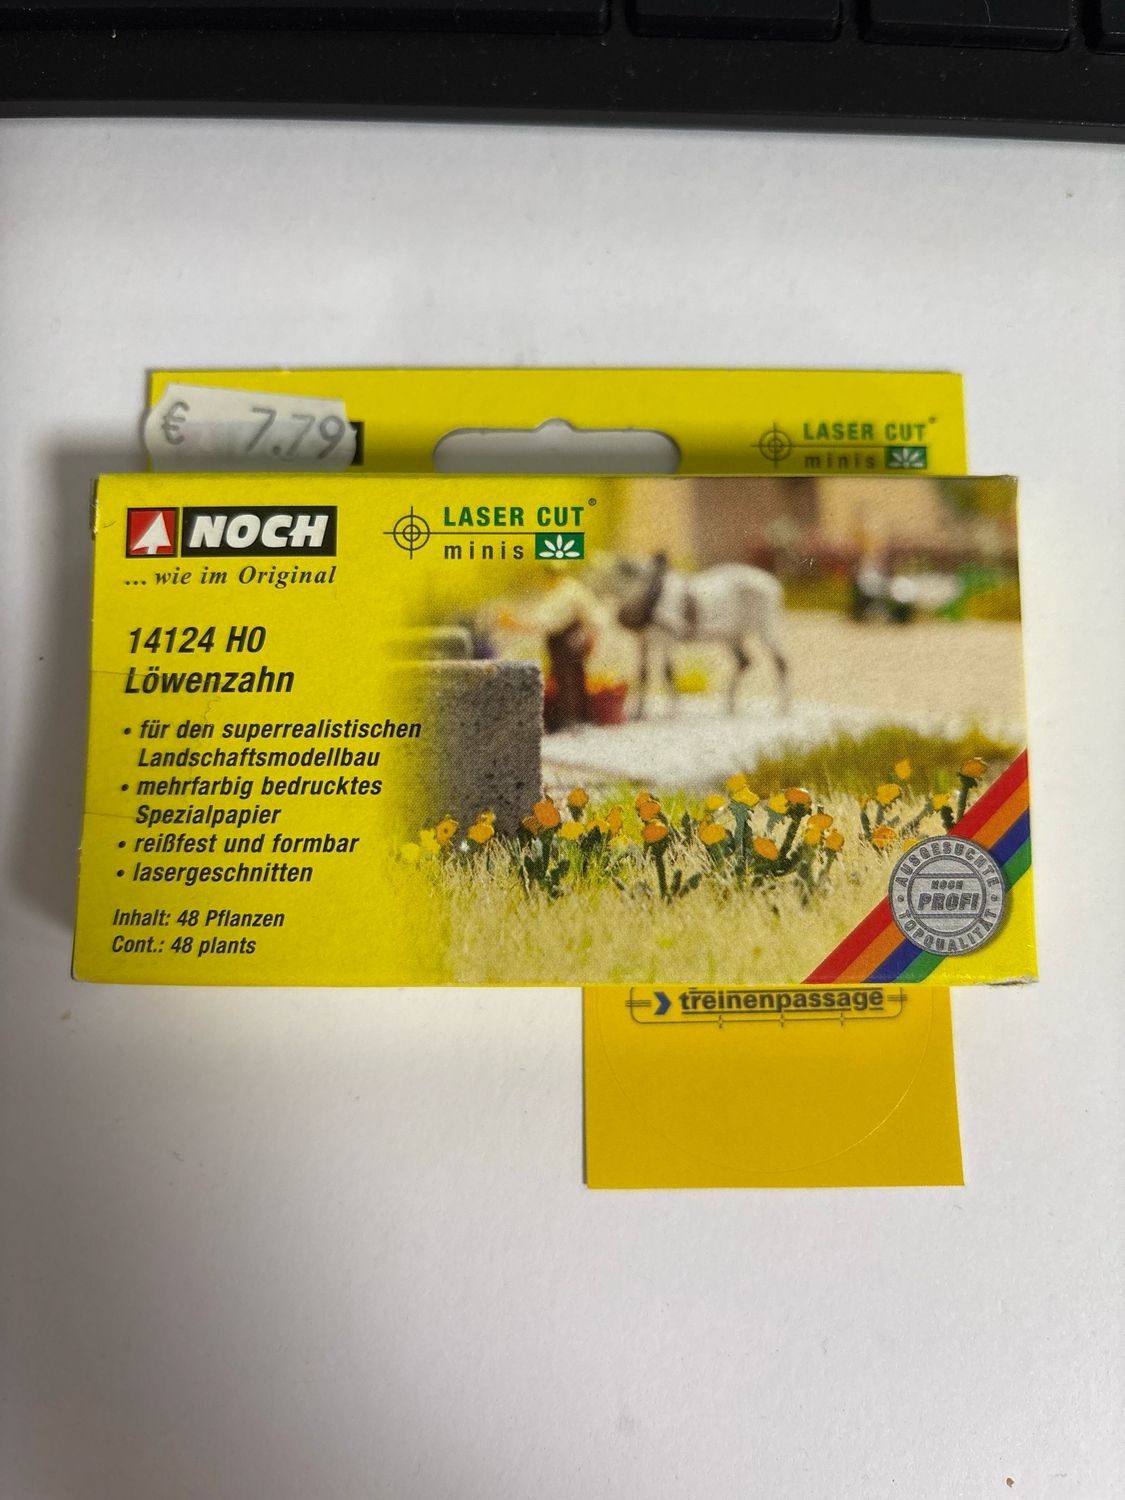 € 7.79
LASER CUT®
minis
NOCH
... wie im Original
LASER CUT®
minis
14124 H0
Löwenzahn
• für den superrealistischen
Landschaftsmodellbau
• mehrfarbig bedrucktes
Spezialpapier
• reißfest und formbar
• lasergeschnitten
Inhalt: 48 Pflanzen
Cont.: 48 plants
AUSGESUCHTE
NOCH
PROFI
TOPQUALITÄT
treinenpassage